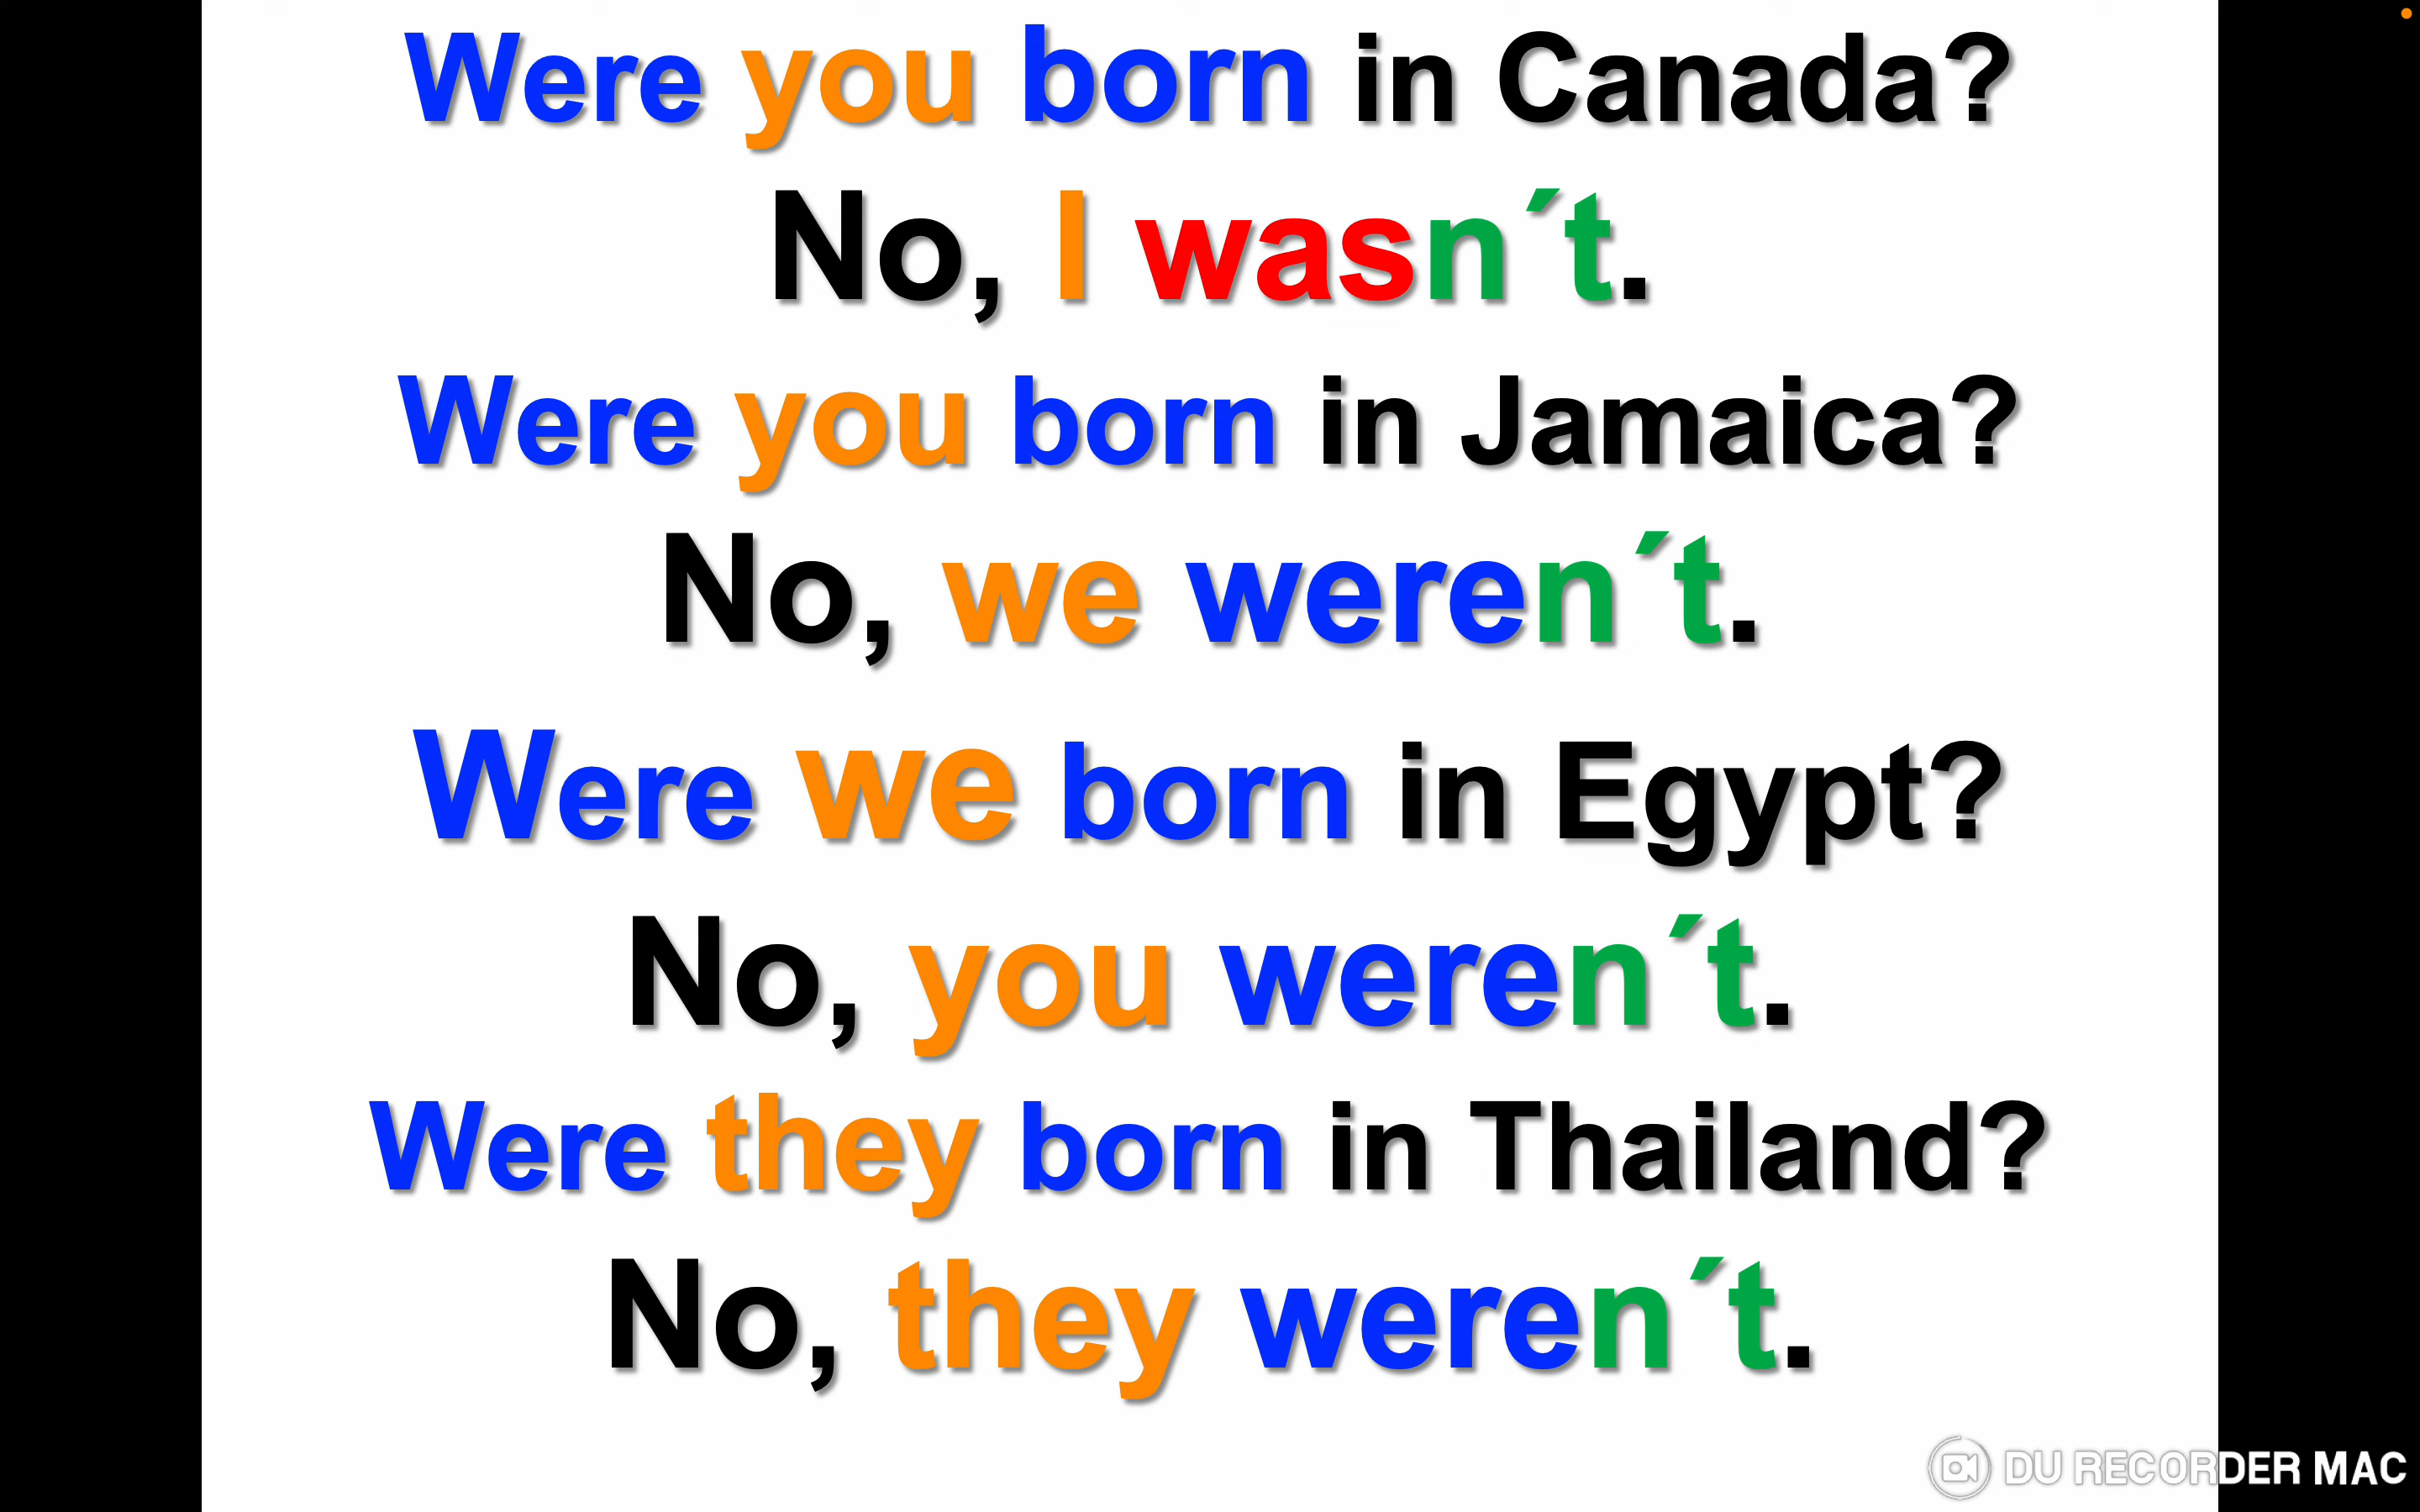 Were you born in Canada?
No, I wasn´t.
Were you born in Jamaica?
No, we weren´t.
Were we born in Egypt?
No, you weren´t.
Were they born in Thailand?
No, they weren´t.
DU RECORDER MAC